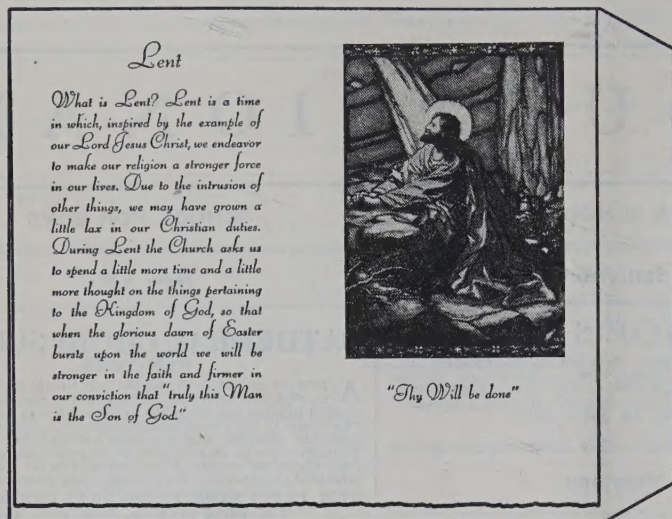 Lent
What is Lent? Lent is a time
in which, inspired by the example of
our Lord Jesus Christ, we endeavor
to make our religion a stronger force
in our lives. Due to the intrusion of
other things, we may have grown a
little lax in our Christian duties.
During Lent the Church asks us
to spend a little more time and a little
more thought on the things pertaining
to the Kingdom of God, so that
when the glorious dawn of Easter
bursts upon the world we will be
stronger in the faith and firmer in
our conviction that "truly this Man
is the Son of God."
"Thy Will be done"